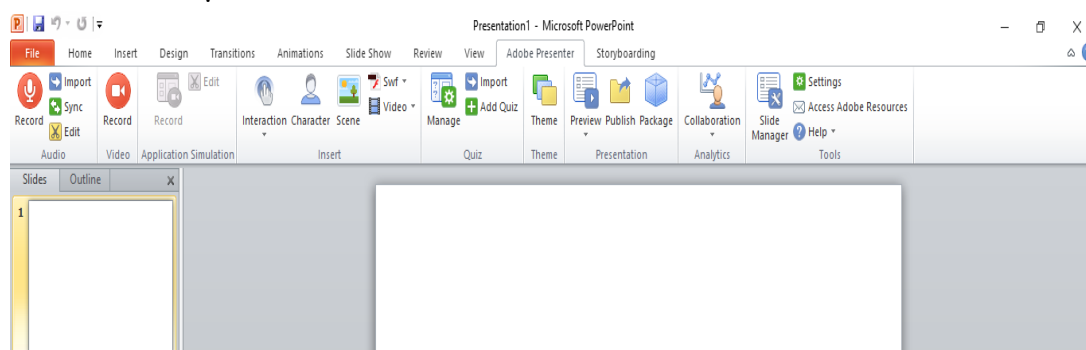 P
Presentation1 - Microsoft PowerPoint
File Home Insert Design Transitions Animations Slide Show Review View Adobe Presenter Storyboarding
Import Edit Swf Import Settings
Sync Video Add Quiz Access Adobe Resources
Record Edit Record Record Interaction Character Scene Manage Theme Preview Publish Package Collaboration Slide Manager Help
Audio Video Application Simulation Insert Quiz Theme Presentation Analytics Tools
Slides Outline
1